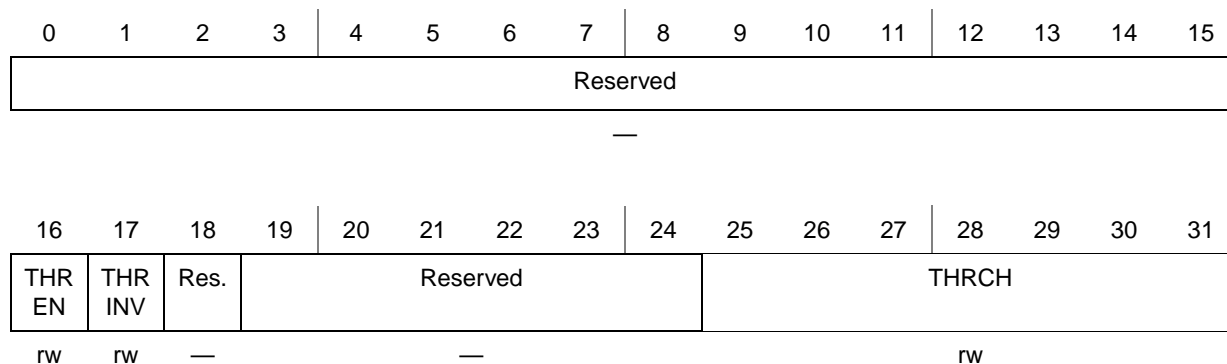 0 1 2 3 4 5 6 7 8 9 10 11 12 13 14 15
Reserved
—
16 17 18 19 20 21 22 23 24 25 26 27 28 29 30 31
THR THR Res. Reserved THRCH
EN INV
rw rw — — rw